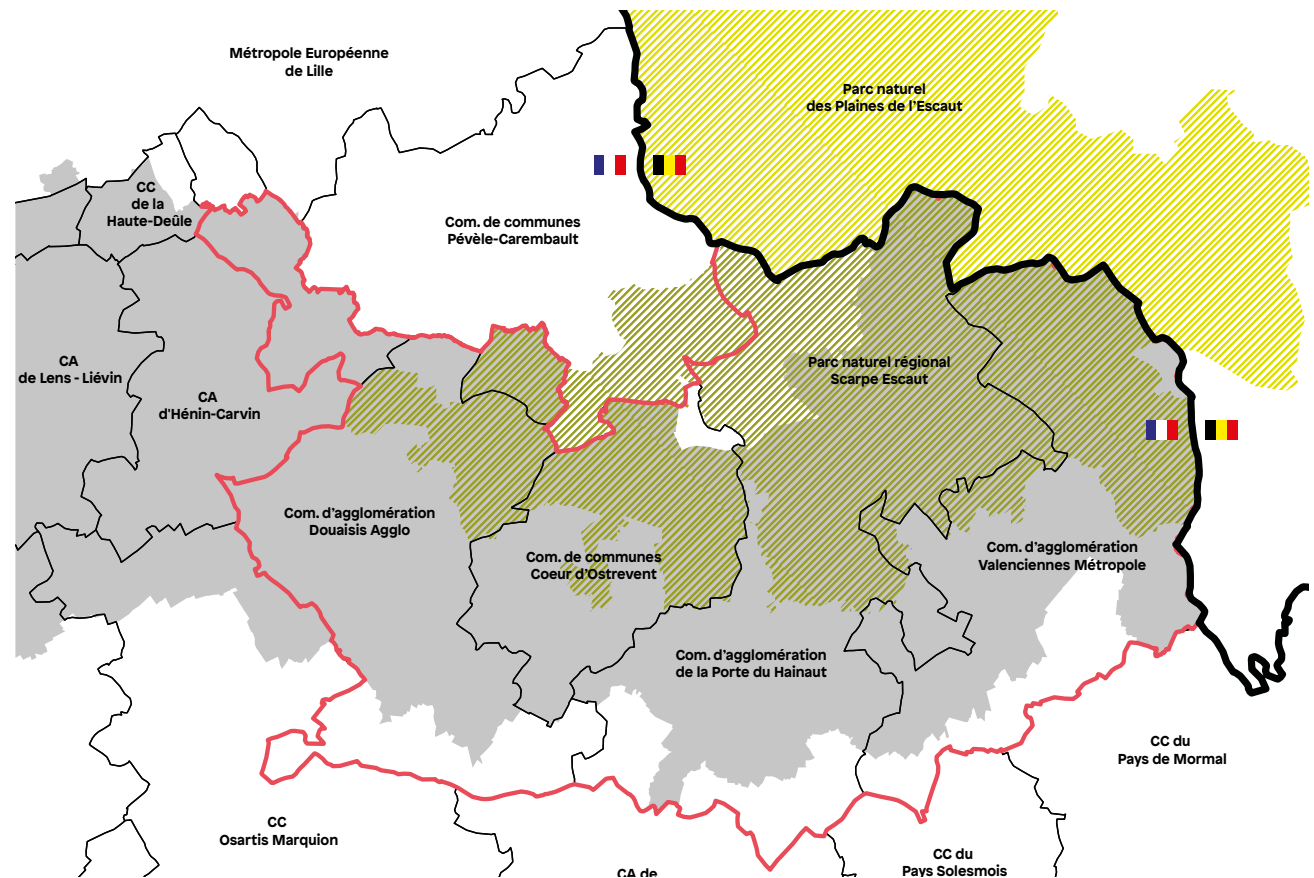 Métropole Européenne
de Lille
Parc naturel
des Plaines de l'Escaut
CC
de la
Haute-Deûle
Com. de communes
Pévèle-Carembault
CA
de Lens - Liévin
CA
d'Hénin-Carvin
Parc naturel régional
Scarpe Escaut
Com. d'agglomération
Douaisis Agglo
Com. de communes
Coeur d'Ostrevent
Com. d'agglomération
Valenciennes Métropole
Com. d'agglomération
de la Porte du Hainaut
CC du
Pays de Mormal
CC
Osartis Marquion
CC du
Pays Solesmois
CA de